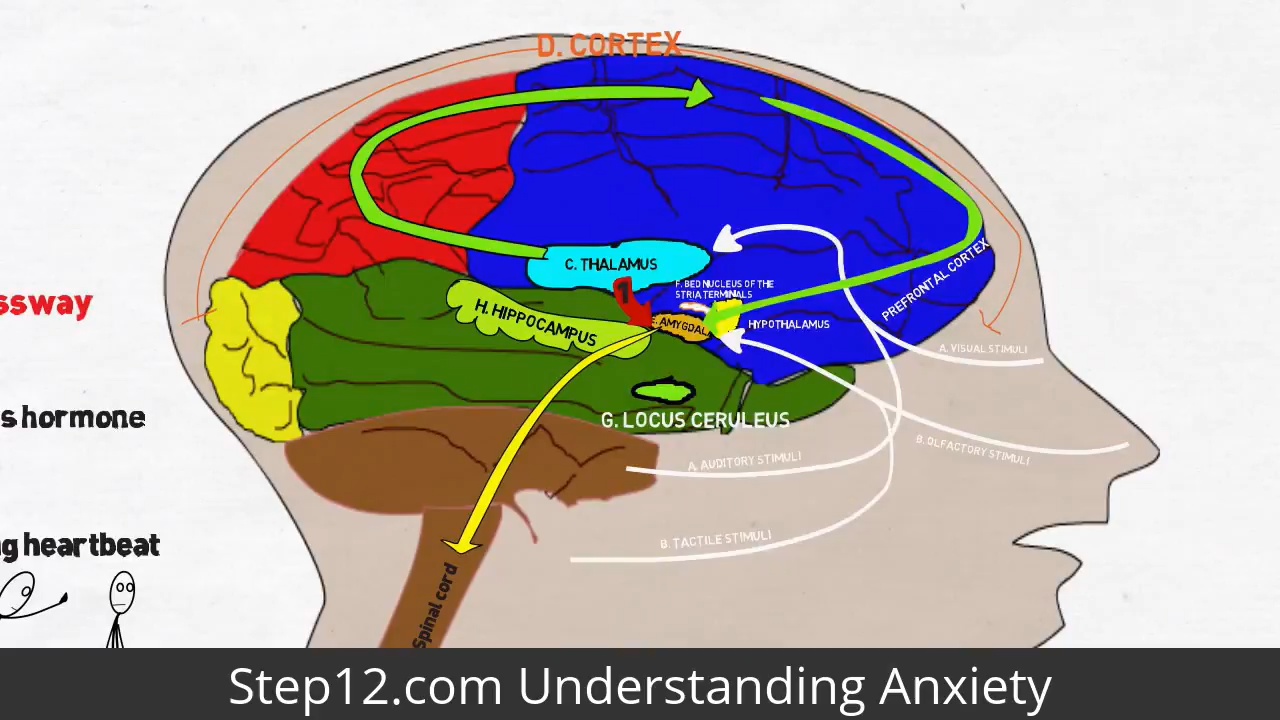 D. CORTEX
C. THALAMUS
1
F. BED NUCLEUS OF THE
STRIA TERMINALS
H. HIPPOCAMPUS
E. AMYGDAL
HYPOTHALAMUS
PREFRONTAL CORTEX
A. VISUAL STIMULI
G. LOCUS CERULEUS
A. AUDITORY STIMULI
B. OLFACTORY STIMULI
B. TACTILE STIMULI
Spinal cord
ssway
s hormone
g heartbeat
Step12.com Understanding Anxiety